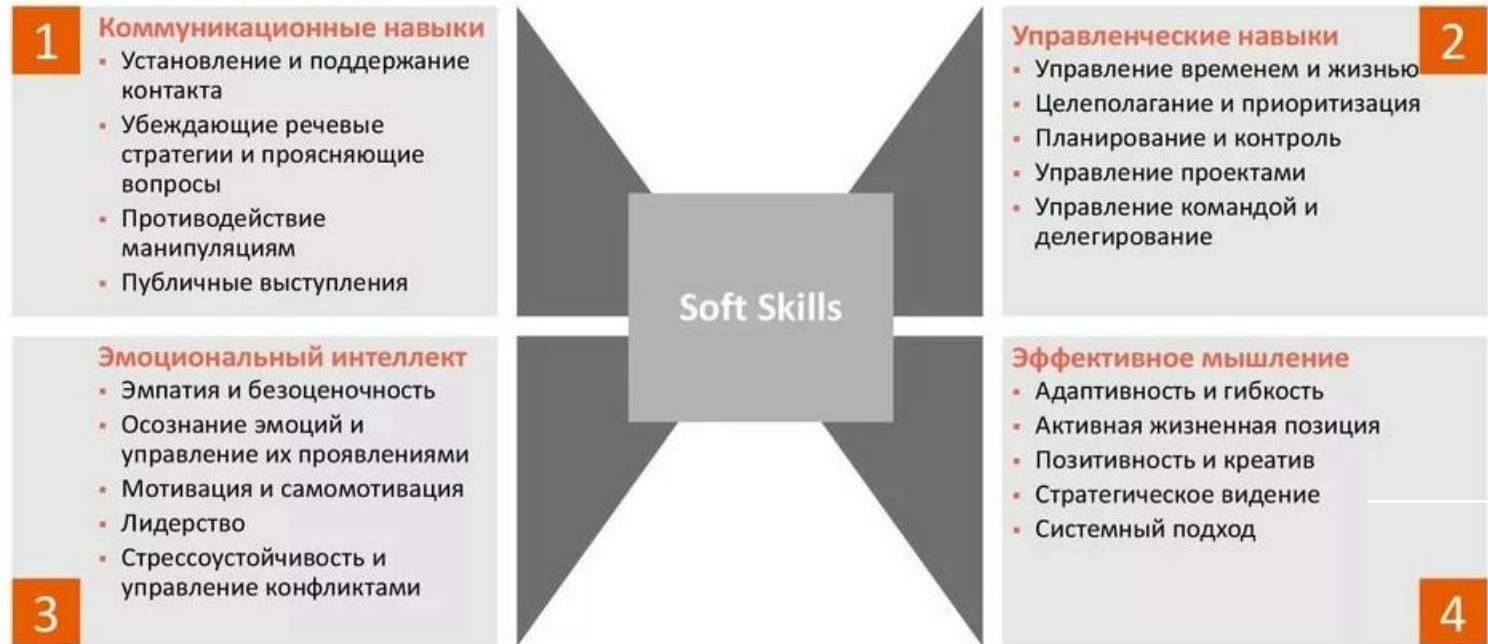 1
Коммуникационные навыки
▪ Установление и поддержание
контакта
▪ Убеждающие речевые
стратегии и проясняющие
вопросы
▪ Противодействие
манипуляциям
▪ Публичные выступления
2
Управленческие навыки
▪ Управление временем и жизнью
▪ Целеполагание и приоритизация
▪ Планирование и контроль
▪ Управление проектами
▪ Управление командой и
делегирование
Soft Skills
Эмоциональный интеллект
▪ Эмпатия и безоценочность
▪ Осознание эмоций и
управление их проявлениями
▪ Мотивация и самомотивация
▪ Лидерство
▪ Стрессоустойчивость и
управление конфликтами
3
Эффективное мышление
▪ Адаптивность и гибкость
▪ Активная жизненная позиция
▪ Позитивность и креатив
▪ Стратегическое видение
▪ Системный подход
4